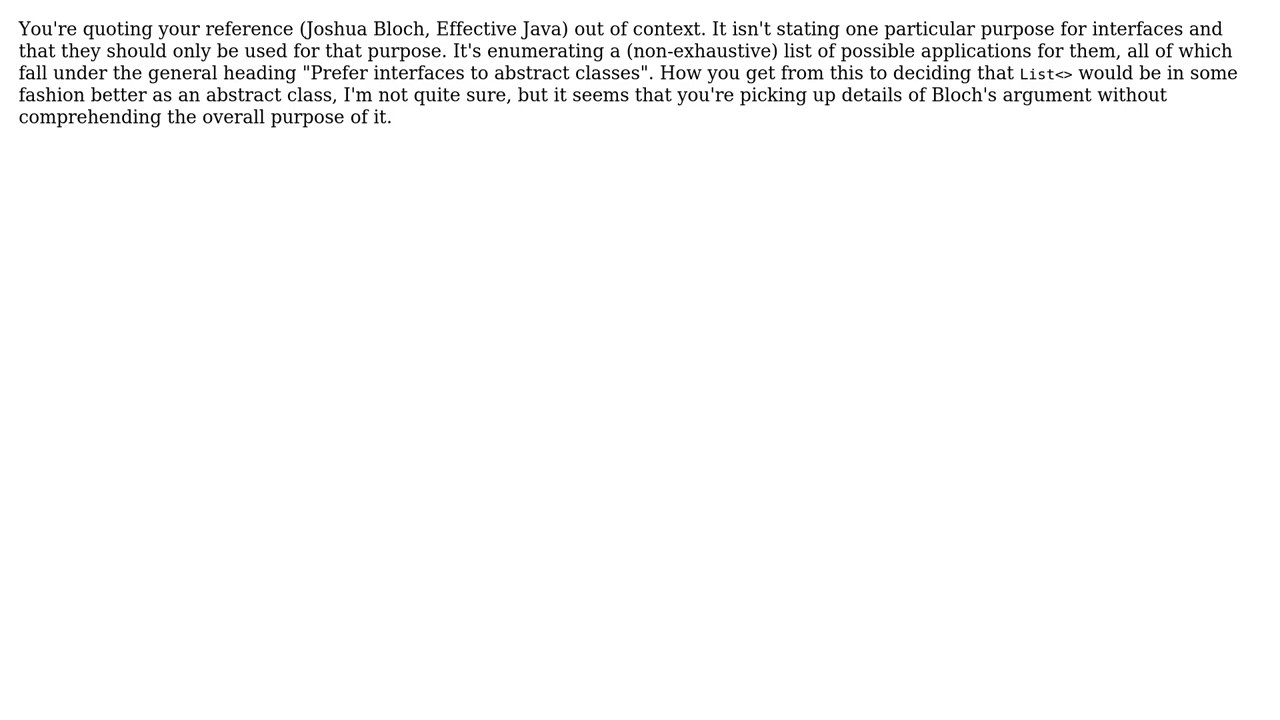 You're quoting your reference (Joshua Bloch, Effective Java) out of context. It isn't stating one particular purpose for interfaces and
that they should only be used for that purpose. It's enumerating a (non-exhaustive) list of possible applications for them, all of which
fall under the general heading "Prefer interfaces to abstract classes". How you get from this to deciding that List<> would be in some
fashion better as an abstract class, I'm not quite sure, but it seems that you're picking up details of Bloch's argument without
comprehending the overall purpose of it.